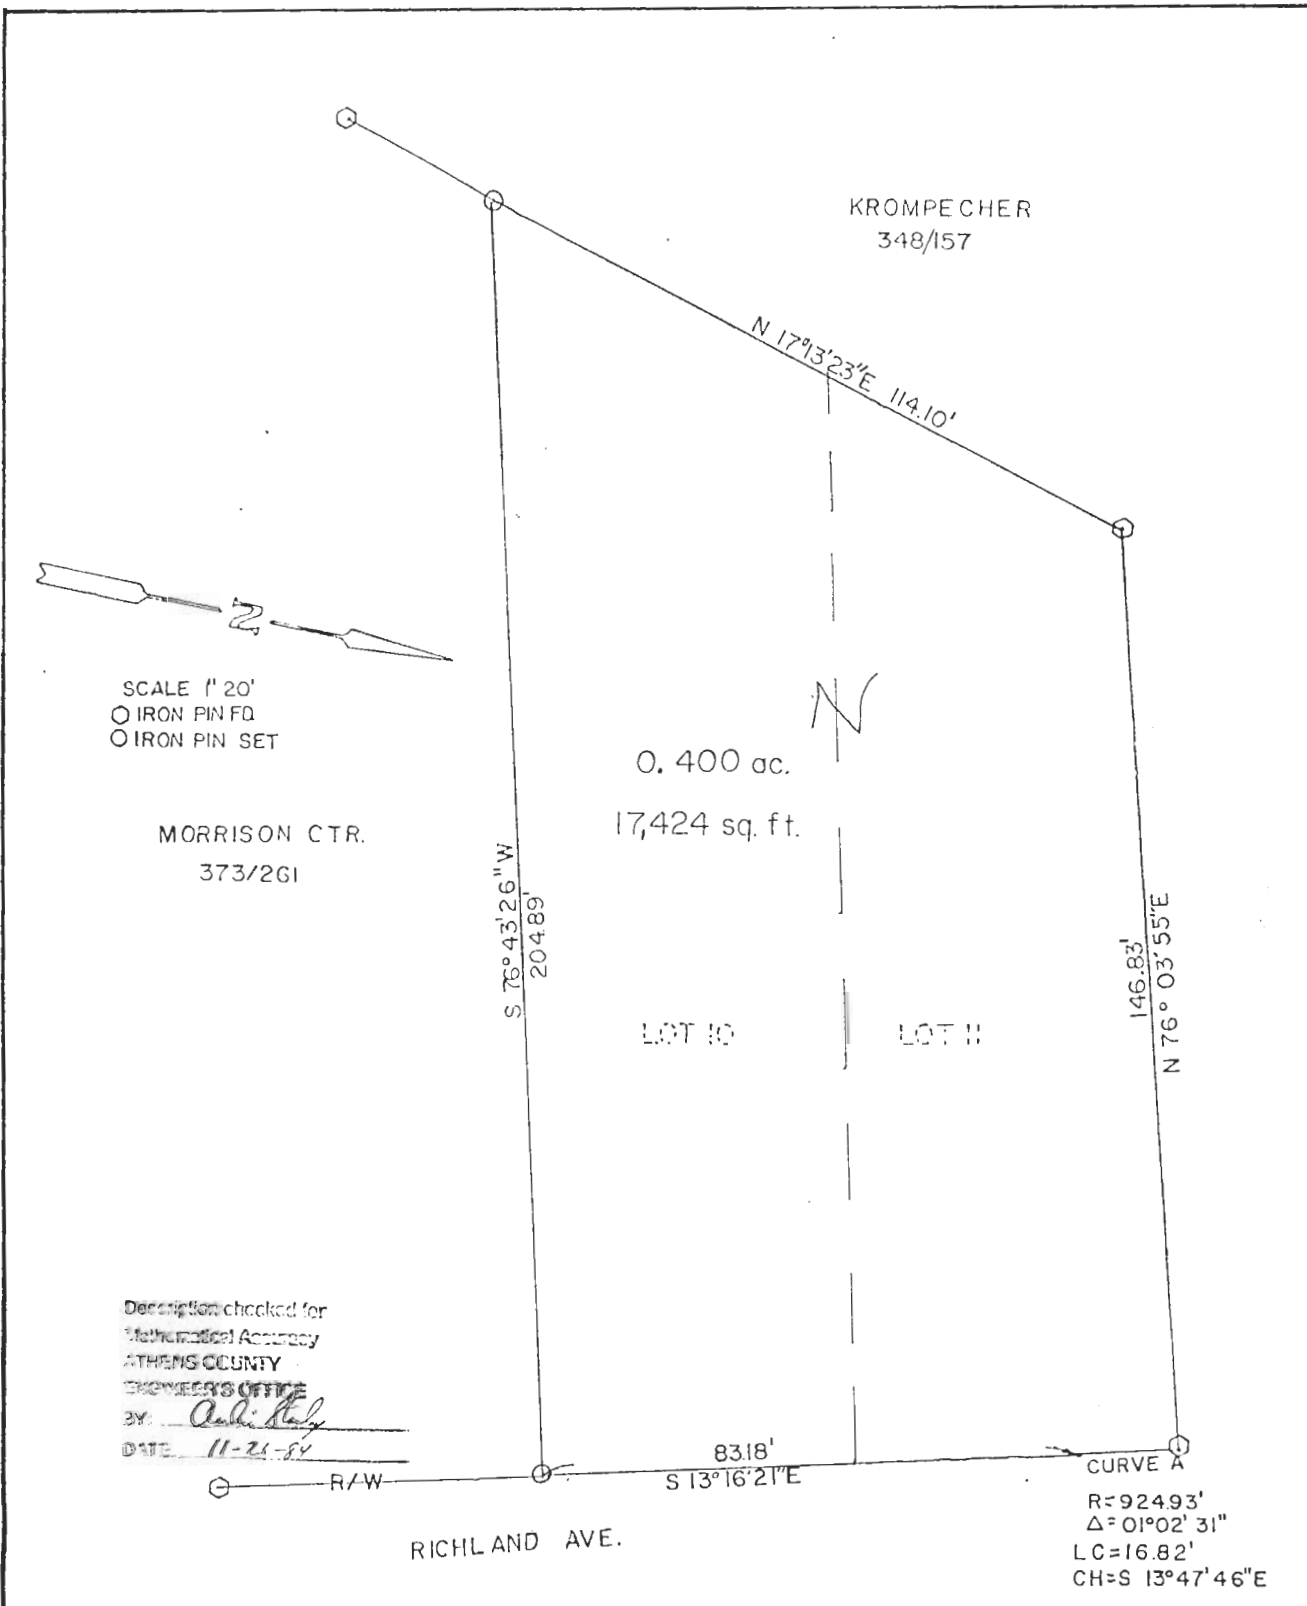 KROMPECHER
348/157
N 17°13'23"E 114.10'
N
SCALE 1" 20'
IRON PIN FD
IRON PIN SET
N
0.400 ac.
17,424 sq. ft.
MORRISON CTR.
373/261
S 76°43'26"W
204.89'
146.83'
N 76° 03' 55"E
LOT 10
LOT 11
Description checked for
Mathematical Accuracy
ATHENS COUNTY
ENGINEER'S OFFICE
BY:
DATE 11-21-84
R/W
83.18'
S 13°16'21"E
CURVE A
R=924.93'
Δ=01°02'31"
LC=16.82'
CH=S 13°47'46"E
RICHLAND AVE.